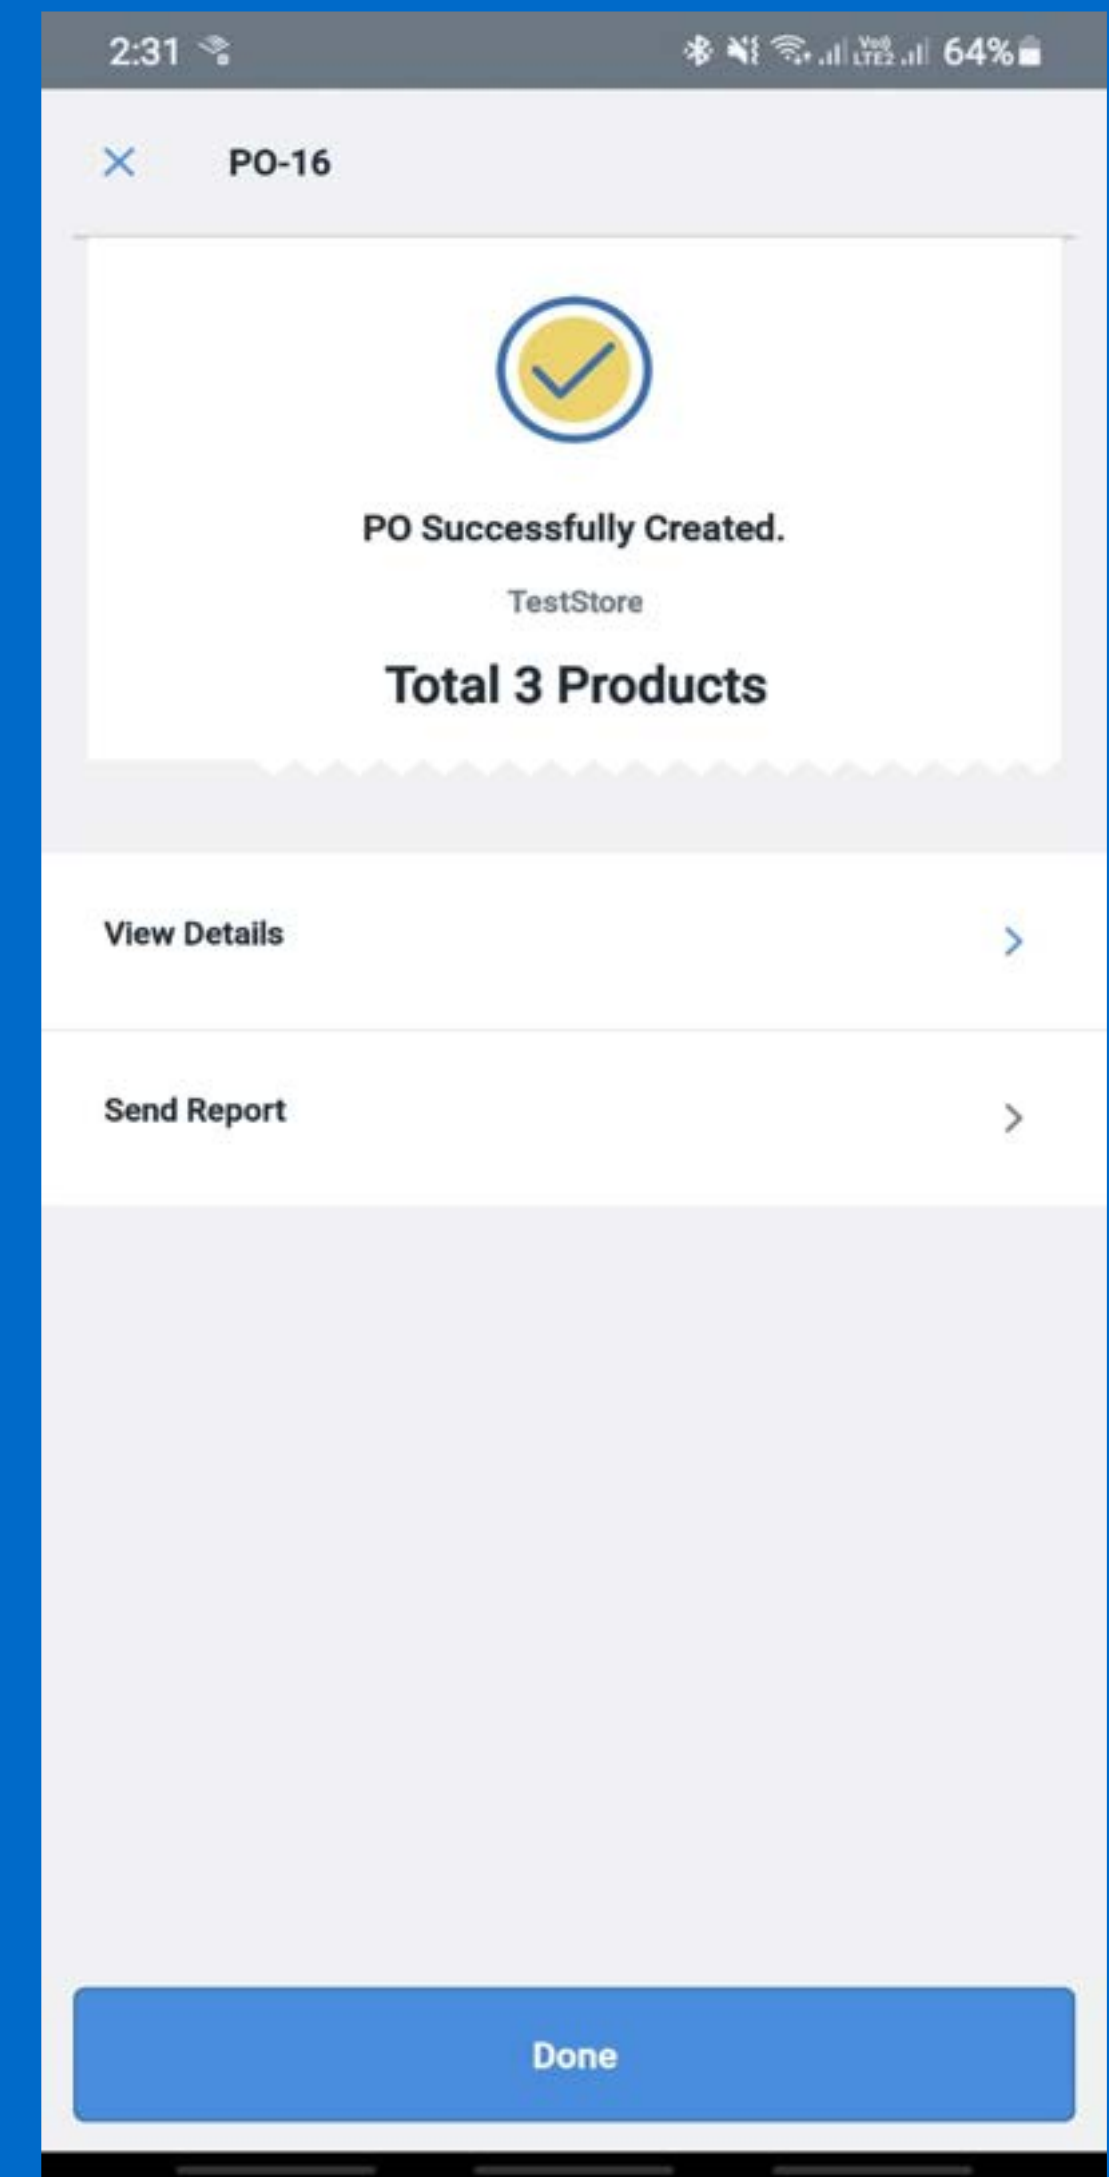 2:31 64%
PO-16
PO Successfully Created.
TestStore
Total 3 Products
View Details
Send Report
Done